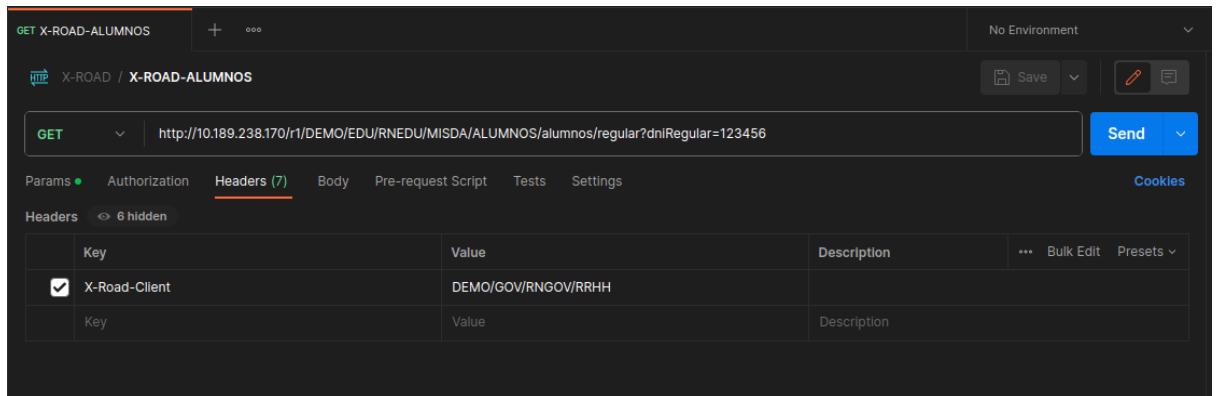 GET X-ROAD-ALUMNOS No Environment
HTTP X-ROAD / X-ROAD-ALUMNOS Save
GET http://10.189.238.170/r1/DEMO/EDU/RNEDU/MISDA/ALUMNOS/alumnos/regular?dniRegular=123456 Send
Params Authorization Headers (7) Body Pre-request Script Tests Settings Cookies
Headers 6 hidden
Key Value Description Bulk Edit Presets
X-Road-Client DEMO/GOV/RNGOV/RRHH
Key Value Description